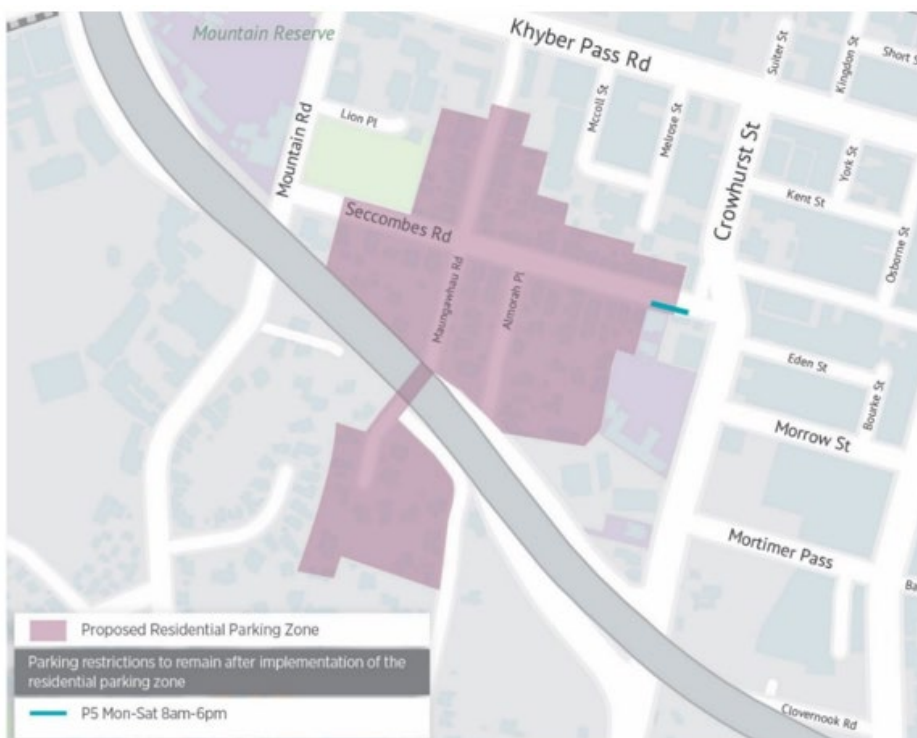 Mountain Reserve
Khyber Pass Rd
Suiter St
Kingdon St
Short S
Mountain Rd
Lion Pl
Mccoll St
Melrose St
Crowhurst St
York St
Kent St
Seccombes Rd
Osborne St
Maungawhau Rd
Almorah Pl
Eden St
Bourke St
Morrow St
Mortimer Pass
Ba
Proposed Residential Parking Zone
Parking restrictions to remain after implementation of the
residential parking zone
P5 Mon-Sat 8am-6pm
Clovernook Rd